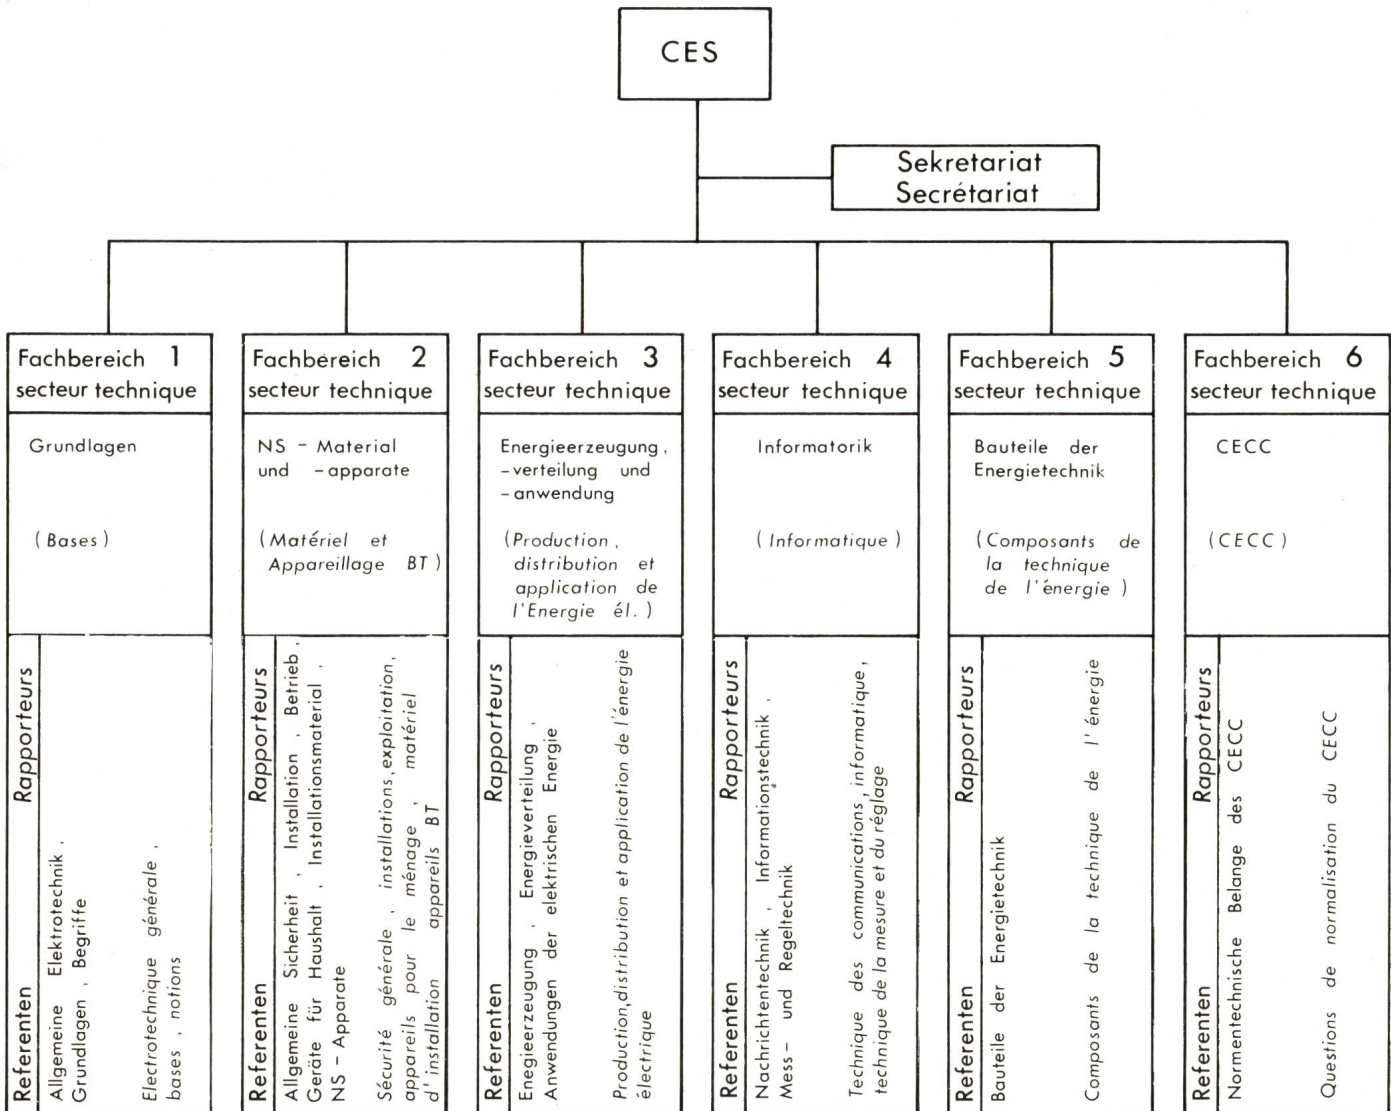 CES
Sekretariat
Secrétariat
Fachbereich 1
secteur technique
Grundlagen
(Bases)
Referenten Rapporteurs
Allgemeine Elektrotechnik,
Grundlagen, Begriffe
Electrotechnique générale,
bases, notions
Fachbereich 2
secteur technique
NS - Material
und -apparate
(Matériel et
Appareillage BT)
Referenten Rapporteurs
Allgemeine Sicherheit, Installation, Betrieb,
Geräte für Haushalt, Installationsmaterial,
NS - Apparate
Sécurité générale, installations, exploitation,
appareils pour le ménage, matériel
d'installation appareils BT
Fachbereich 3
secteur technique
Energieerzeugung,
-verteilung und
-anwendung
(Production,
distribution et
application de
l'Energie él.)
Referenten Rapporteurs
Energieerzeugung, Energieverteilung,
Anwendungen der elektrischen Energie
Production, distribution et application de l'énergie
électrique
Fachbereich 4
secteur technique
Informatorik
(Informatique)
Referenten Rapporteurs
Nachrichtentechnik, Informationstechnik,
Mess- und Regeltechnik
Technique des communications, informatique,
technique de la mesure et du réglage
Fachbereich 5
secteur technique
Bauteile der
Energietechnik
(Composants de
la technique
de l'énergie)
Referenten Rapporteurs
Bauteile der Energietechnik
Composants de la technique de l'énergie
Fachbereich 6
secteur technique
CECC
(CECC)
Referenten Rapporteurs
Normentechnische Belange des CECC
Questions de normalisation du CECC